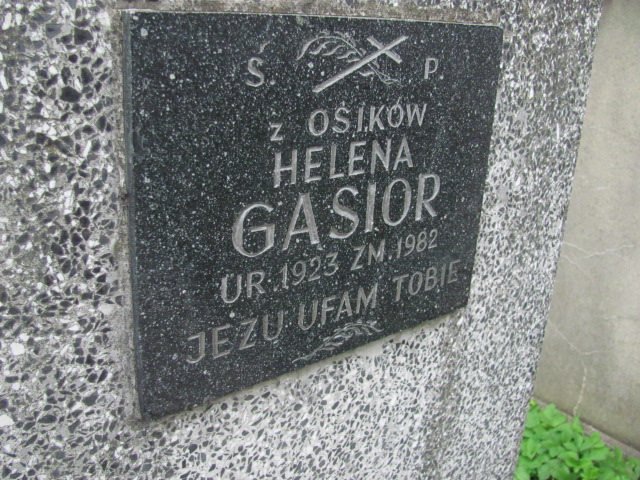 Ś. P.
z OSIKÓW
HELENA
GASIOR
UR. 1923 ZM. 1982
JEZU UFAM TOBIE